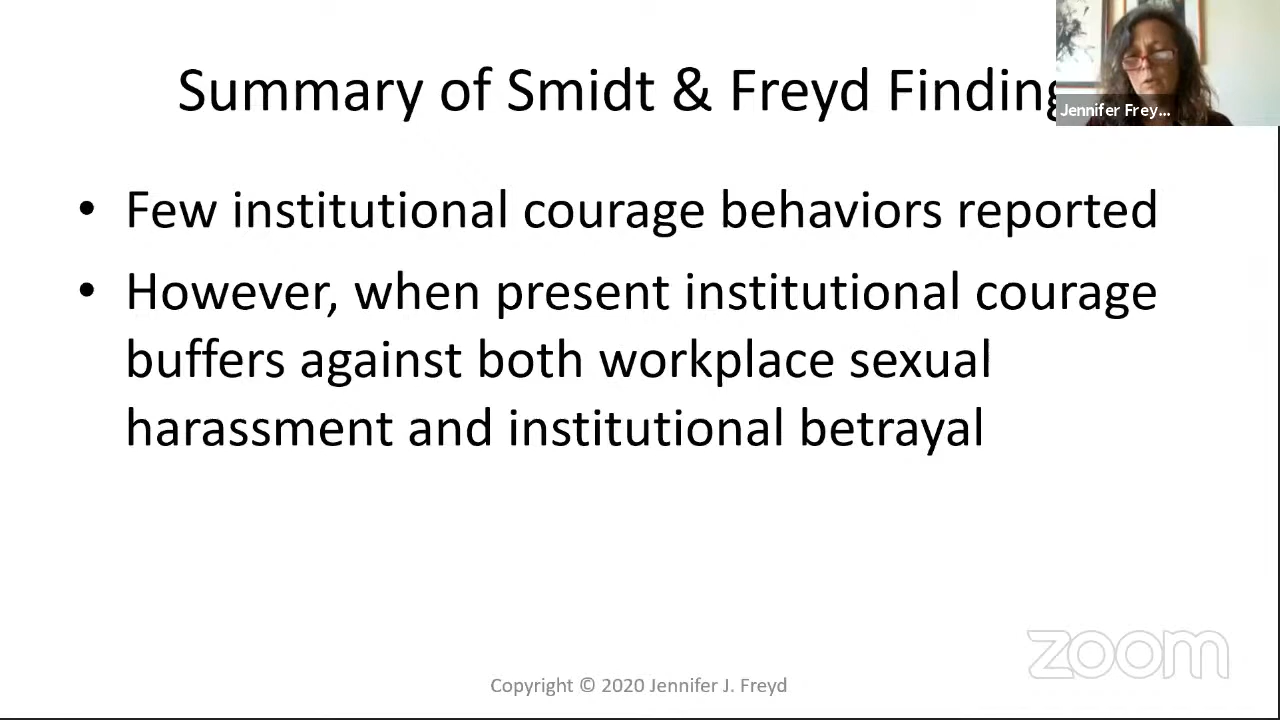 Summary of Smidt & Freyd Finding
Jennifer Frey...
• Few institutional courage behaviors reported
• However, when present institutional courage
buffers against both workplace sexual
harassment and institutional betrayal
zoom
Copyright © 2020 Jennifer J. Freyd